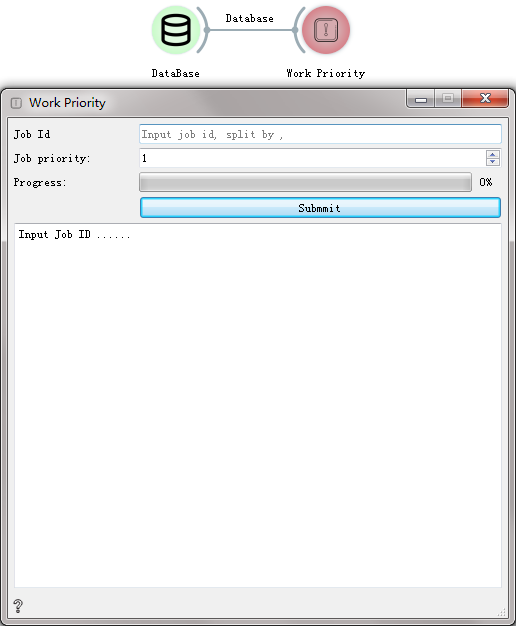 Database
DataBase
Work Priority
Work Priority
Job Id
Input job id, split by ,
Job priority:
1
Progress:
0%
Submmit
Input Job ID ......
?